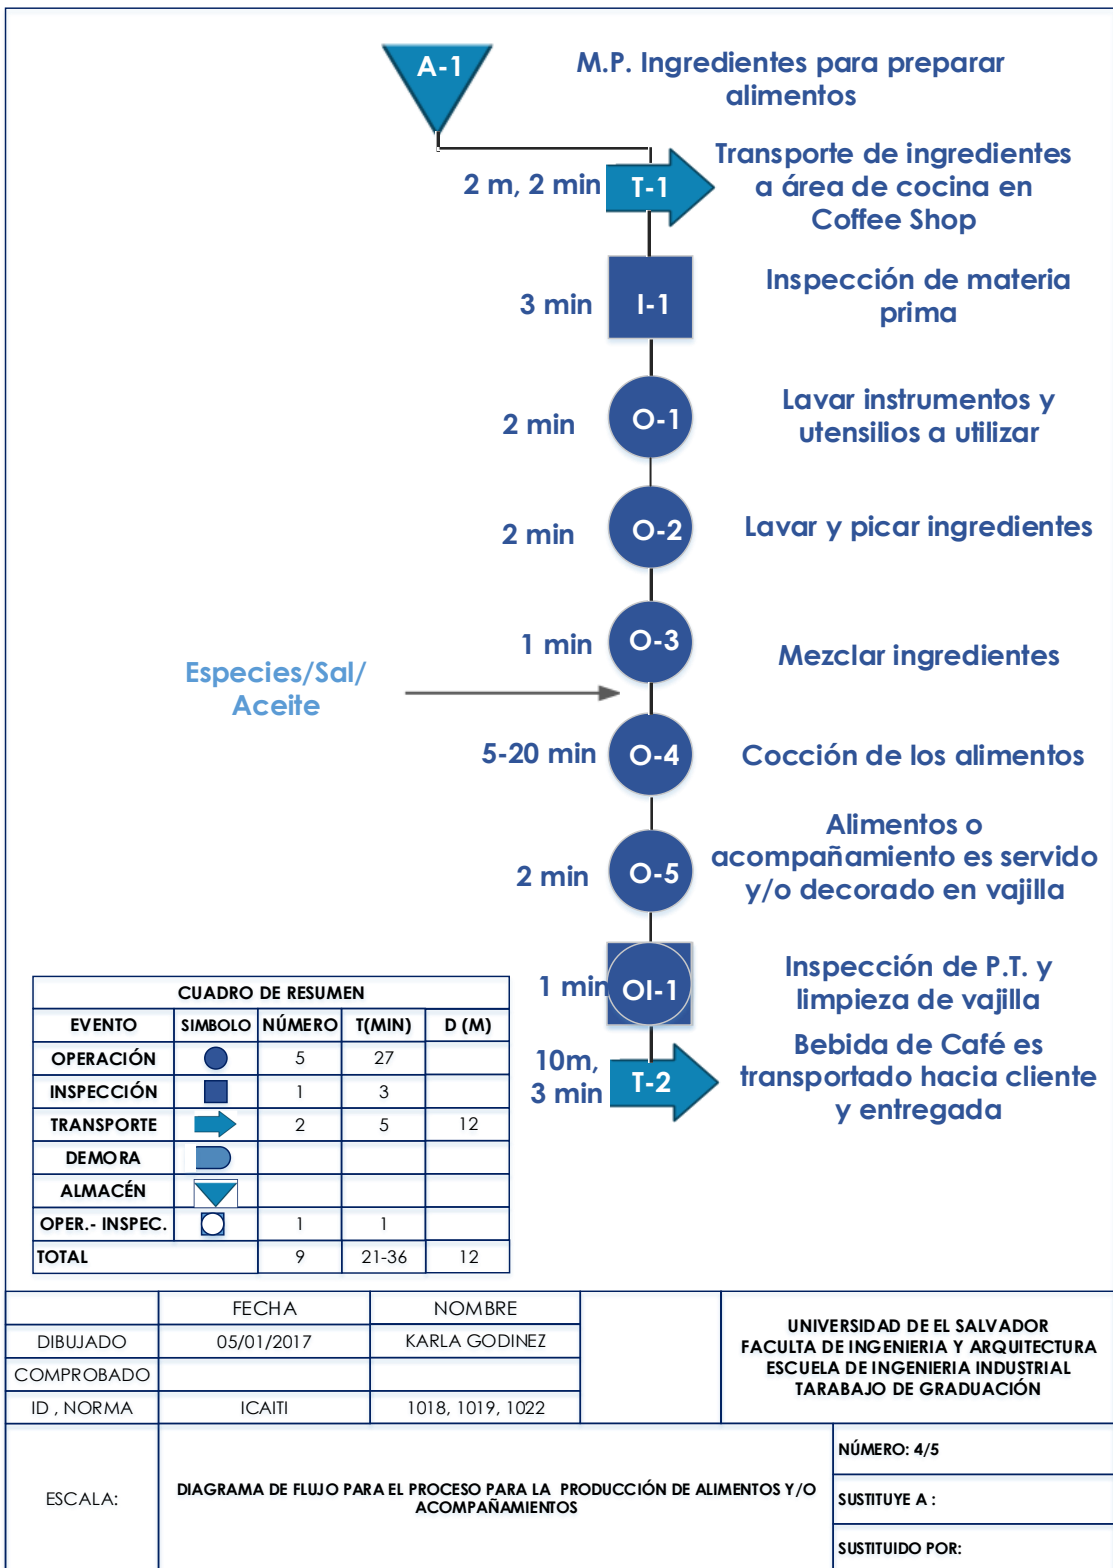 A-1
M.P. Ingredientes para preparar
alimentos
2 m, 2 min
T-1
Transporte de ingredientes
a área de cocina en
Coffee Shop
3 min
I-1
Inspección de materia
prima
2 min
O-1
Lavar instrumentos y
utensilios a utilizar
2 min
O-2
Lavar y picar ingredientes
1 min
O-3
Mezclar ingredientes
Especies/Sal/
Aceite
5-20 min
O-4
Cocción de los alimentos
2 min
O-5
Alimentos o
acompañamiento es servido
y/o decorado en vajilla
1 min
OI-1
Inspección de P.T. y
limpieza de vajilla
10m,
3 min
T-2
Bebida de Café es
transportado hacia cliente
y entregada
CUADRO DE RESUMEN
EVENTO SIMBOLO NÚMERO T(MIN) D (M)
OPERACIÓN 5 27
INSPECCIÓN 1 3
TRANSPORTE 2 5 12
DEMORA
ALMACÉN
OPER.- INSPEC. 1 1
TOTAL 9 21-36 12
FECHA NOMBRE
DIBUJADO 05/01/2017 KARLA GODINEZ
COMPROBADO
ID , NORMA ICAITI 1018, 1019, 1022
UNIVERSIDAD DE EL SALVADOR
FACULTA DE INGENIERIA Y ARQUITECTURA
ESCUELA DE INGENIERIA INDUSTRIAL
TARABAJO DE GRADUACIÓN
ESCALA:
DIAGRAMA DE FLUJO PARA EL PROCESO PARA LA PRODUCCIÓN DE ALIMENTOS Y/O
ACOMPAÑAMIENTOS
NÚMERO: 4/5
SUSTITUYE A :
SUSTITUIDO POR: